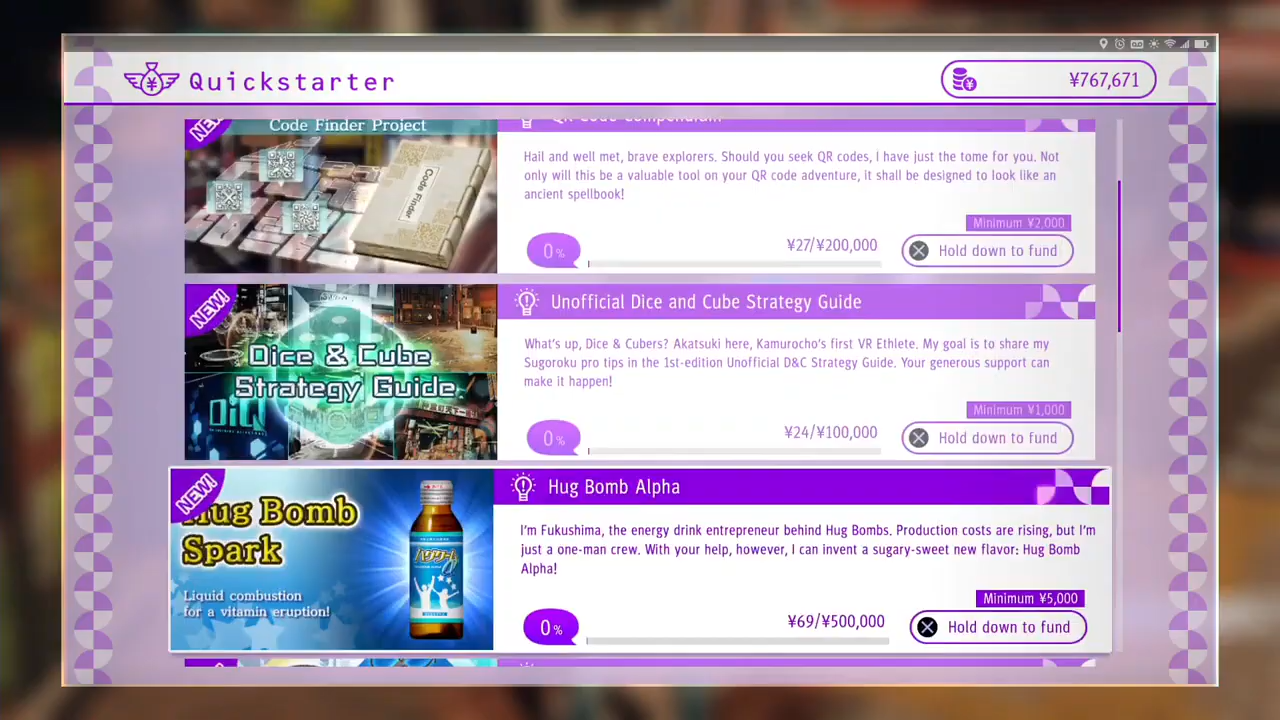 Quickstarter
¥767,671
NEW!
Code Finder Project
Code Finder
QR Code Compendium
Hail and well met, brave explorers. Should you seek QR codes, I have just the tome for you. Not
only will this be a valuable tool on your QR code adventure, it shall be designed to look like an
ancient spellbook!
Minimum ¥2,000
0%
¥27/¥200,000
Hold down to fund
NEW!
Dice & Cube
Strategy Guide
Unofficial Dice and Cube Strategy Guide
What's up, Dice & Cubers? Akatsuki here, Kamurocho's first VR Ethlete. My goal is to share my
Sugoroku pro tips in the 1st-edition Unofficial D&C Strategy Guide. Your generous support can
make it happen!
Minimum ¥1,000
0%
¥24/¥100,000
Hold down to fund
NEW!
Hug Bomb
Spark
Liquid combustion
for a vitamin eruption!
Hug Bomb Alpha
I'm Fukushima, the energy drink entrepreneur behind Hug Bombs. Production costs are rising, but I'm
just a one-man crew. With your help, however, I can invent a sugary-sweet new flavor: Hug Bomb
Alpha!
Minimum ¥5,000
0%
¥69/¥500,000
Hold down to fund